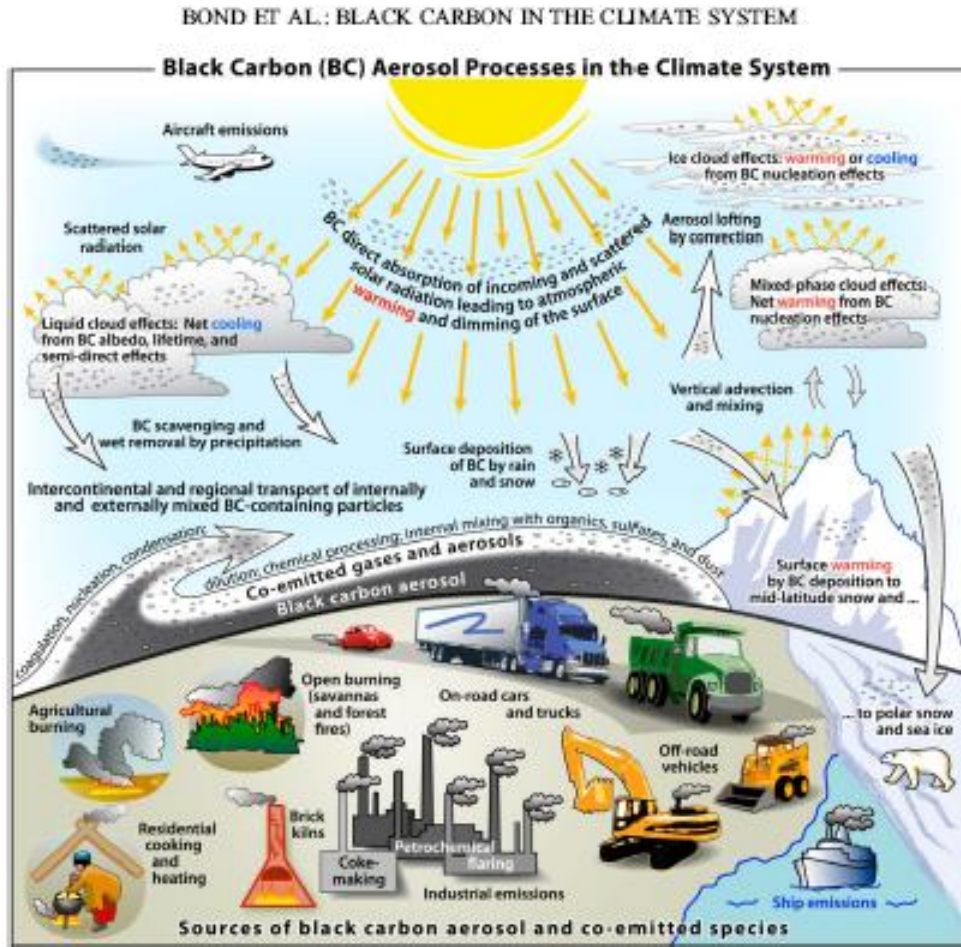 BOND ET AL.: BLACK CARBON IN THE CLIMATE SYSTEM
Black Carbon (BC) Aerosol Processes in the Climate System
Aircraft emissions
Ice cloud effects: warming or cooling
from BC nucleation effects
Scattered solar
radiation
BC direct absorption of incoming and scattered
solar radiation leading to atmospheric
warming and dimming of the surface
Aerosol lofting
by convection
Mixed-phase cloud effects:
Net warming from BC
nucleation effects
Liquid cloud effects: Net cooling
from BC albedo, lifetime, and
semi-direct effects
Vertical advection
and mixing
BC scavenging and
wet removal by precipitation
Surface deposition
of BC by rain
and snow
Intercontinental and regional transport of internally
and externally mixed BC-containing particles
coagulation, nucleation, condensation;
dilution; chemical processing; internal mixing with organics, sulfates, and dust
Co-emitted gases and aerosols
Black carbon aerosol
Surface warming
by BC deposition to
mid-latitude snow and ...
... to polar snow
and sea ice
Agricultural
burning
Open burning
(savannas
and forest
fires)
On-road cars
and trucks
Off-road
vehicles
Residential
cooking
and
heating
Brick
kilns
Coke-
making
Petrochemical
flaring
Industrial emissions
Ship emissions
Sources of black carbon aerosol and co-emitted species